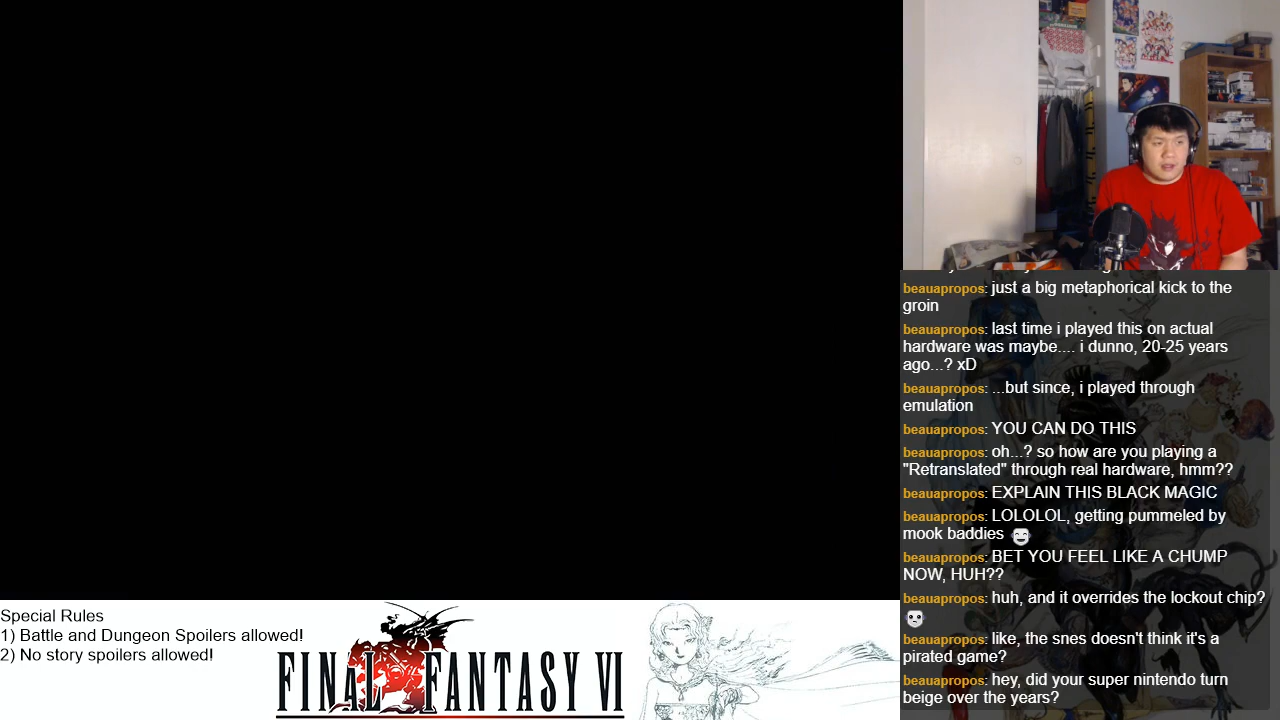 beauapropos: just a big metaphorical kick to the
groin
beauapropos: last time i played this on actual
hardware was maybe.... i dunno, 20-25 years
ago...? xD
beauapropos: ...but since, i played through
emulation
beauapropos: YOU CAN DO THIS
beauapropos: oh...? so how are you playing a
"Retranslated" through real hardware, hmm??
beauapropos: EXPLAIN THIS BLACK MAGIC
beauapropos: LOLOLOL, getting pummeled by
mook baddies
beauapropos: BET YOU FEEL LIKE A CHUMP
NOW, HUH??
beauapropos: huh, and it overrides the lockout chip?
beauapropos: like, the snes doesn't think it's a
pirated game?
beauapropos: hey, did your super nintendo turn
beige over the years?
Special Rules
1) Battle and Dungeon Spoilers allowed!
2) No story spoilers allowed!
FINAL FANTASY VI